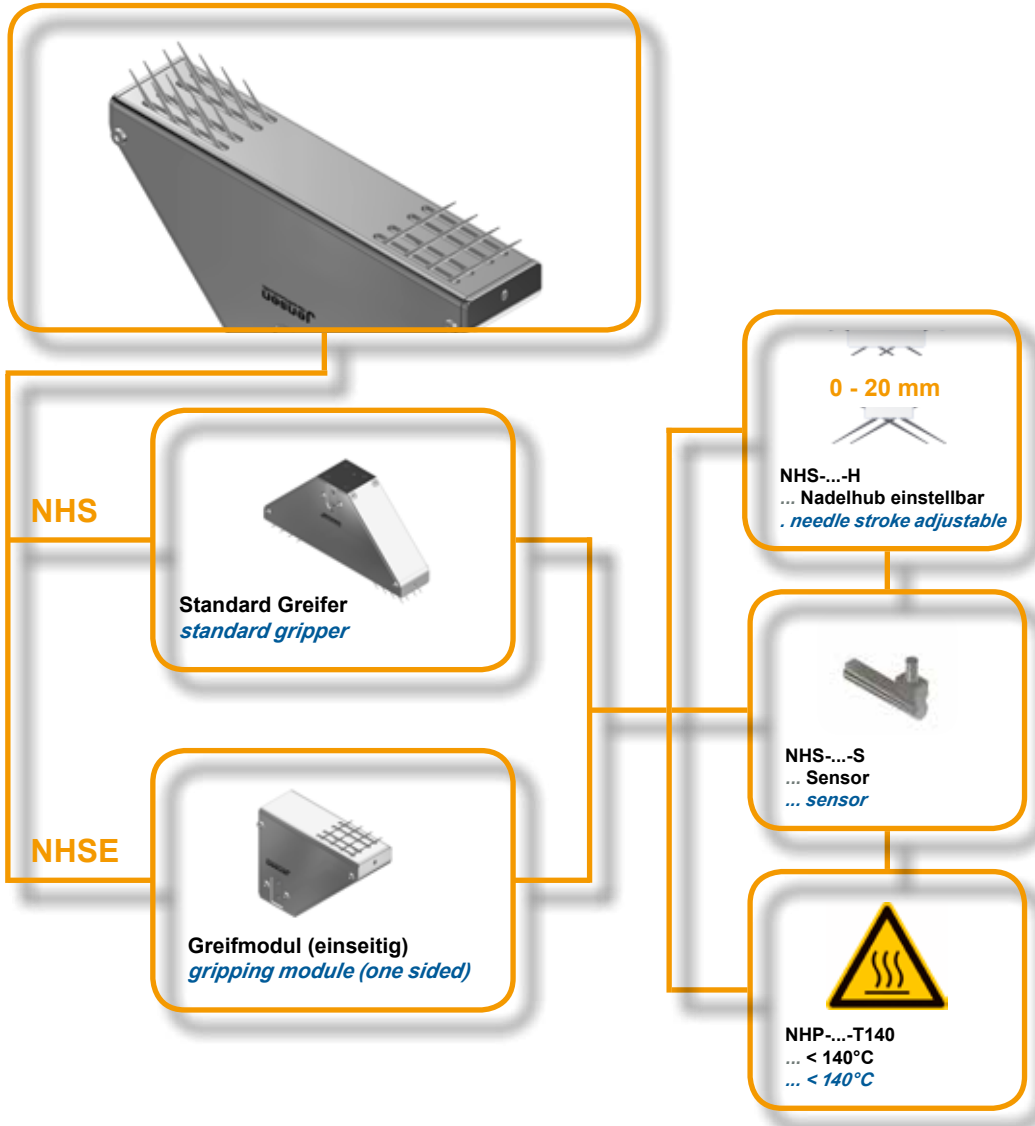 Jensen
NHS
Standard Greifer
standard gripper
NHSE
Greifmodul (einseitig)
gripping module (one sided)
0 - 20 mm
NHS-...-H
... Nadelhub einstellbar
. needle stroke adjustable
NHS-...-S
... Sensor
... sensor
NHP-...-T140
... < 140°C
... < 140°C